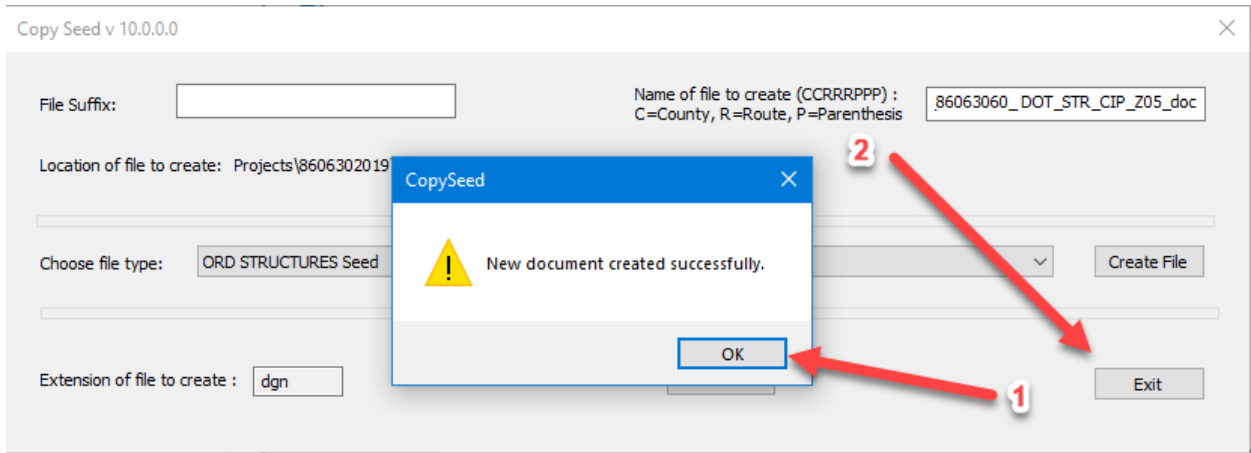 Copy Seed v 10.0.0.0
File Suffix:
Name of file to create (CCRRRPPP) :
C=County, R=Route, P=Parenthesis
86063060_ DOT_STR_CIP_Z05_doc
Location of file to create: Projects\8606302019
2
CopySeed
New document created successfully.
Choose file type:
ORD STRUCTURES Seed
Create File
OK
Extension of file to create :
dgn
1
Exit